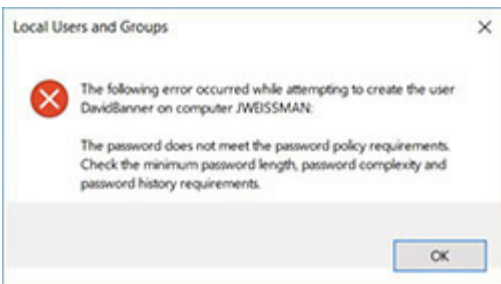 Local Users and Groups
The following error occurred while attempting to create the user
DavidBanner on computer JWEISSMAN:
The password does not meet the password policy requirements.
Check the minimum password length, password complexity and
password history requirements.
OK